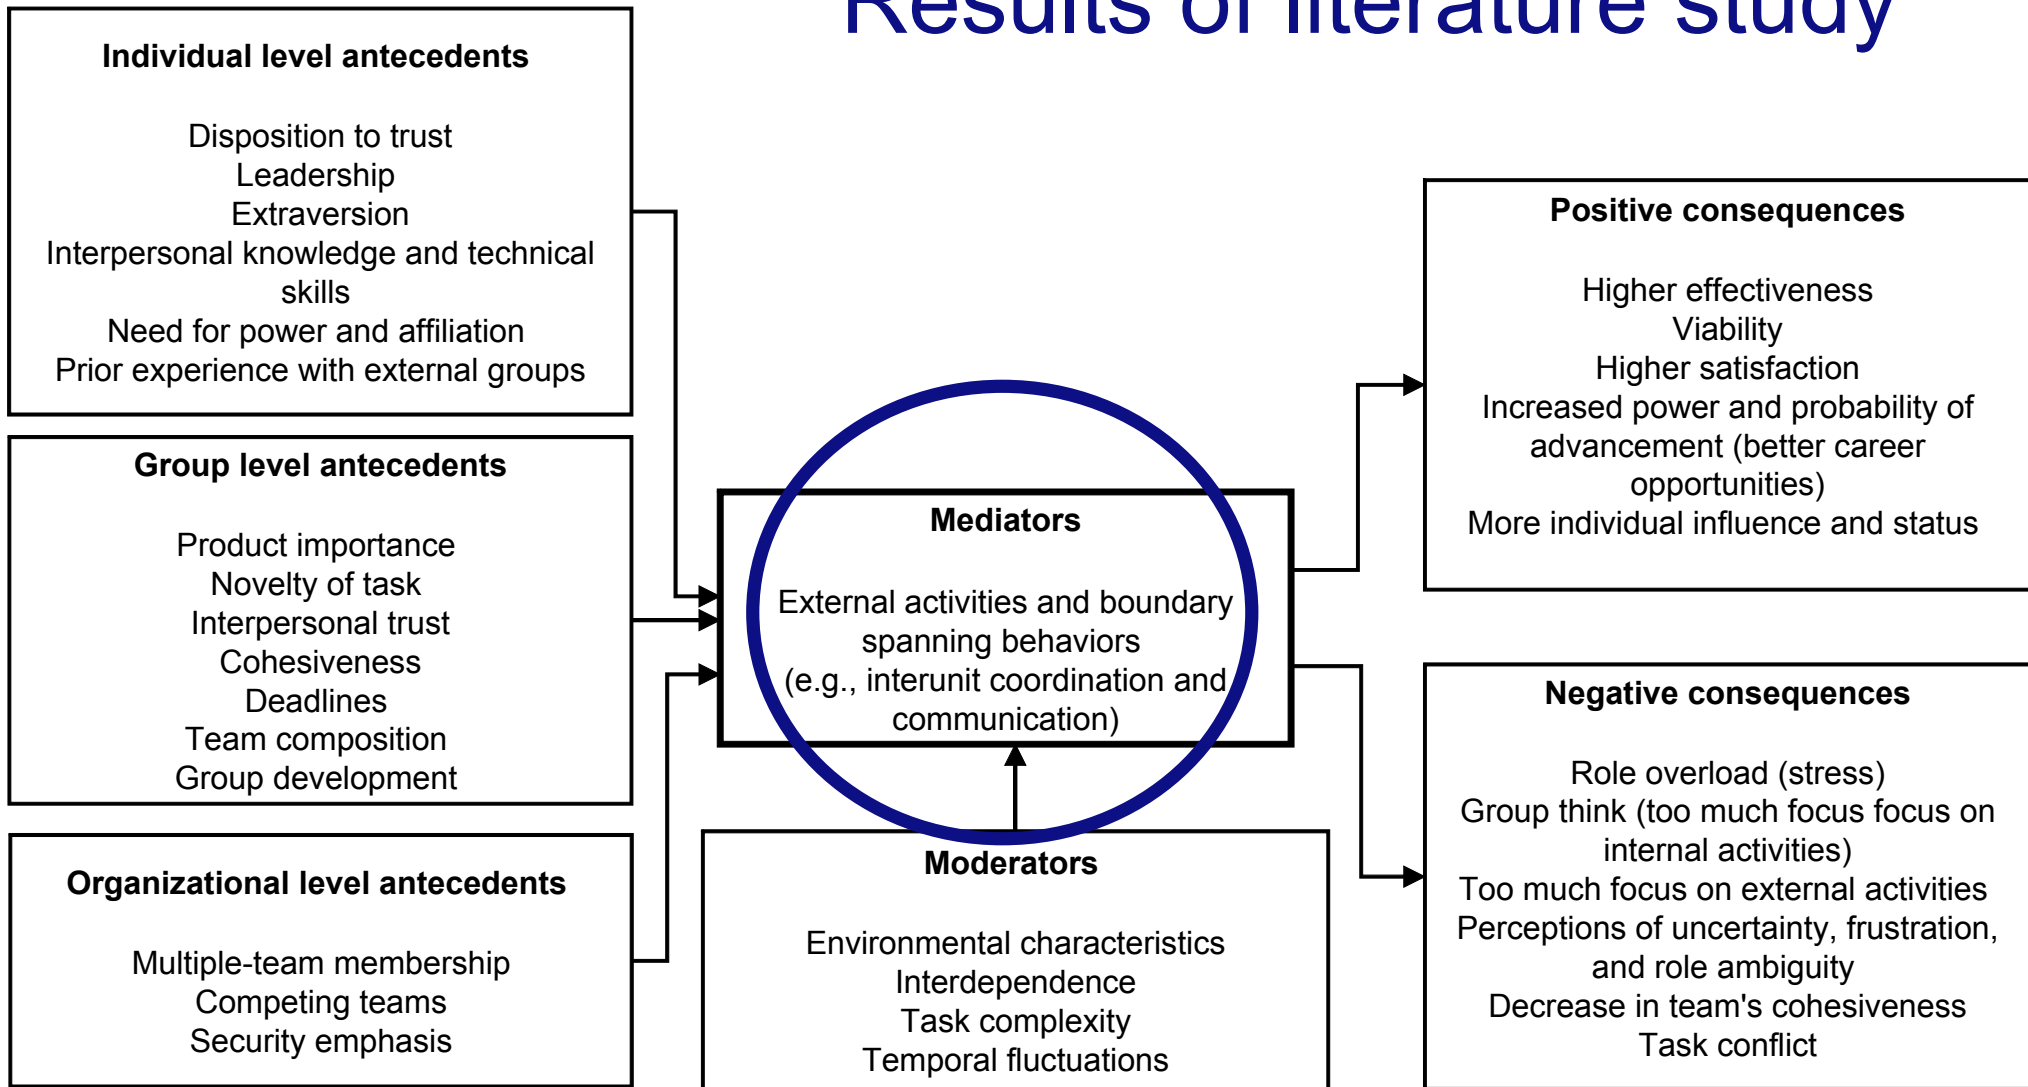 Results of literature study
Individual level antecedents
Disposition to trust
Leadership
Extraversion
Interpersonal knowledge and technical
skills
Need for power and affiliation
Prior experience with external groups
Group level antecedents
Product importance
Novelty of task
Interpersonal trust
Cohesiveness
Deadlines
Team composition
Group development
Organizational level antecedents
Multiple-team membership
Competing teams
Security emphasis
Mediators
External activities and boundary
spanning behaviors
(e.g., interunit coordination and
communication)
Moderators
Environmental characteristics
Interdependence
Task complexity
Temporal fluctuations
Positive consequences
Higher effectiveness
Viability
Higher satisfaction
Increased power and probability of
advancement (better career
opportunities)
More individual influence and status
Negative consequences
Role overload (stress)
Group think (too much focus focus on
internal activities)
Too much focus on external activities
Perceptions of uncertainty, frustration,
and role ambiguity
Decrease in team's cohesiveness
Task conflict